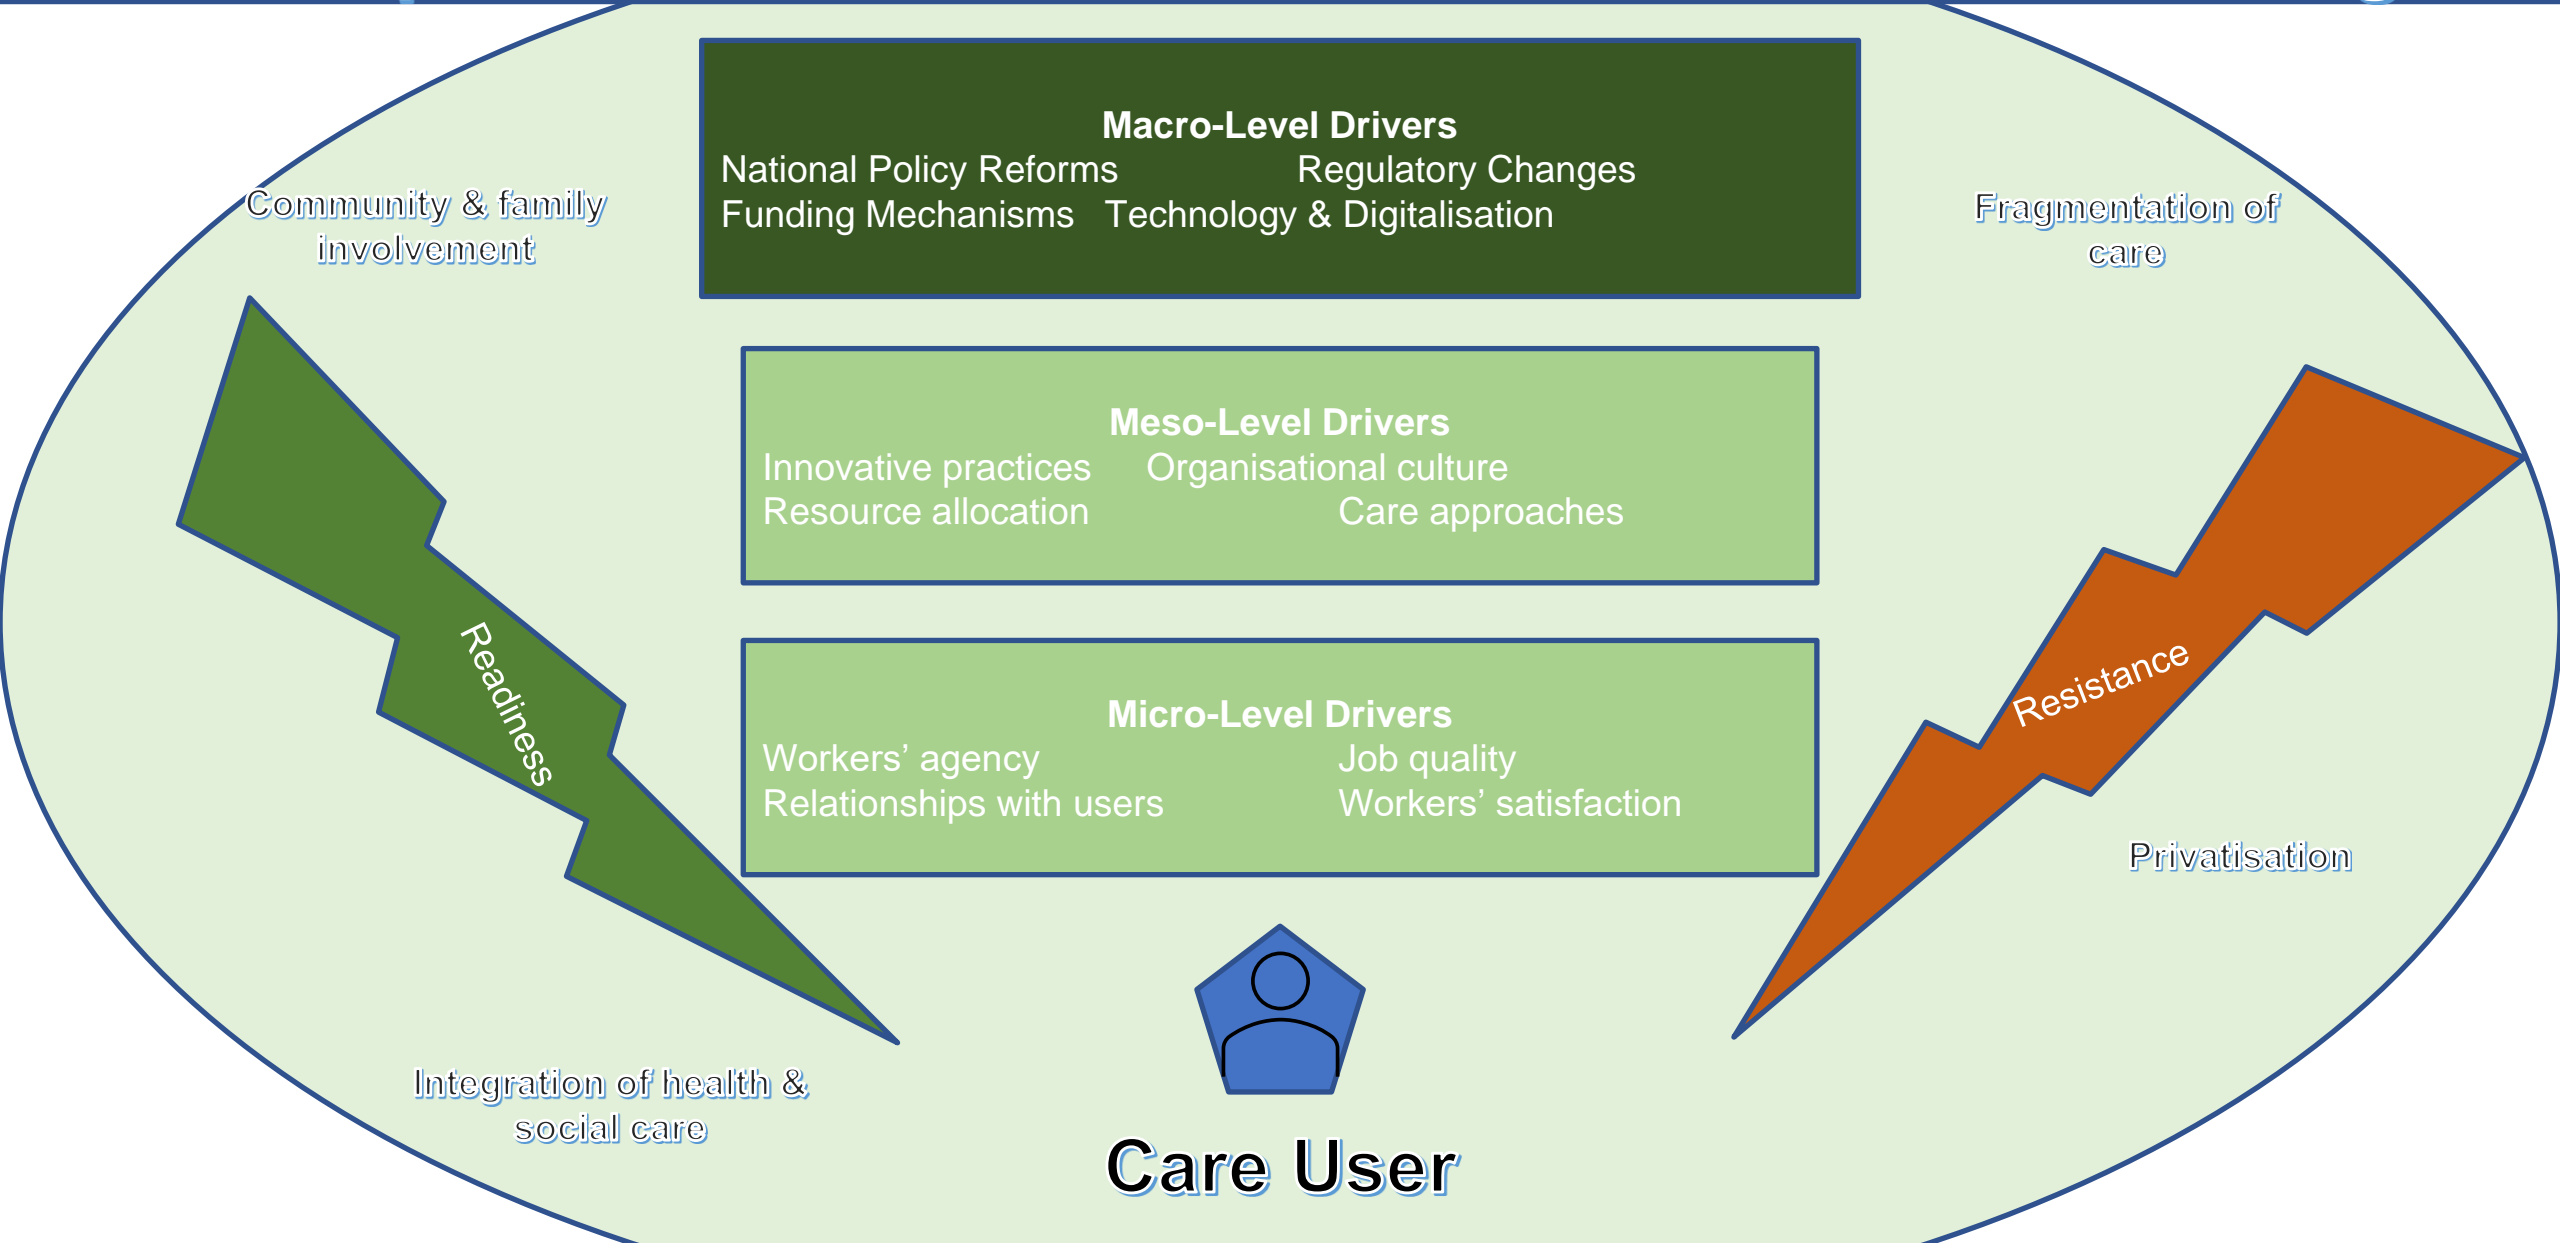 Macro-Level Drivers
National Policy Reforms Regulatory Changes
Funding Mechanisms Technology & Digitalisation
Community & family
involvement
Fragmentation of
care
Meso-Level Drivers
Innovative practices Organisational culture
Resource allocation Care approaches
Readiness
Resistance
Micro-Level Drivers
Workers’ agency Job quality
Relationships with users Workers’ satisfaction
Privatisation
Integration of health &
social care
Care User